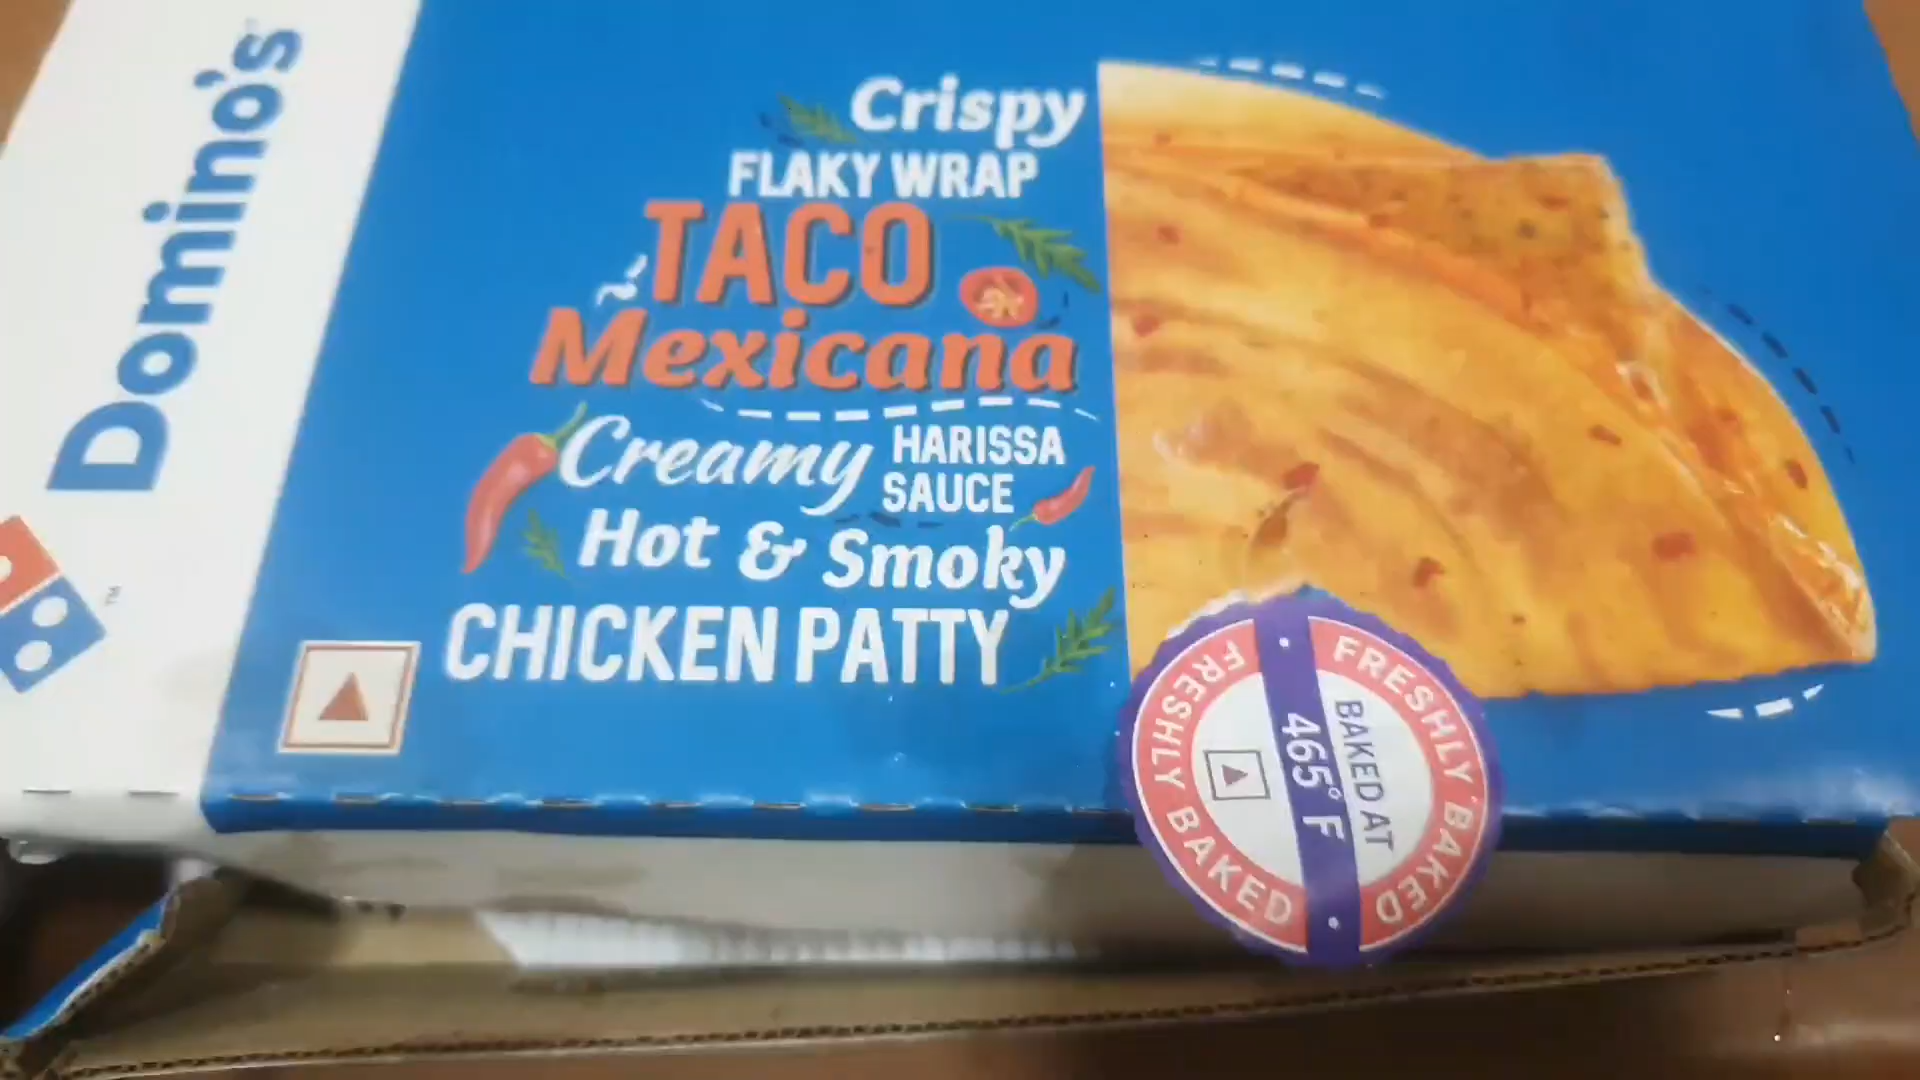 Domino's
TM
Crispy
FLAKY WRAP
TACO
Mexicana
Creamy HARISSA
SAUCE
Hot & Smoky
CHICKEN PATTY
FRESHLY BAKED
BAKED AT
465° F
FRESHLY BAKED